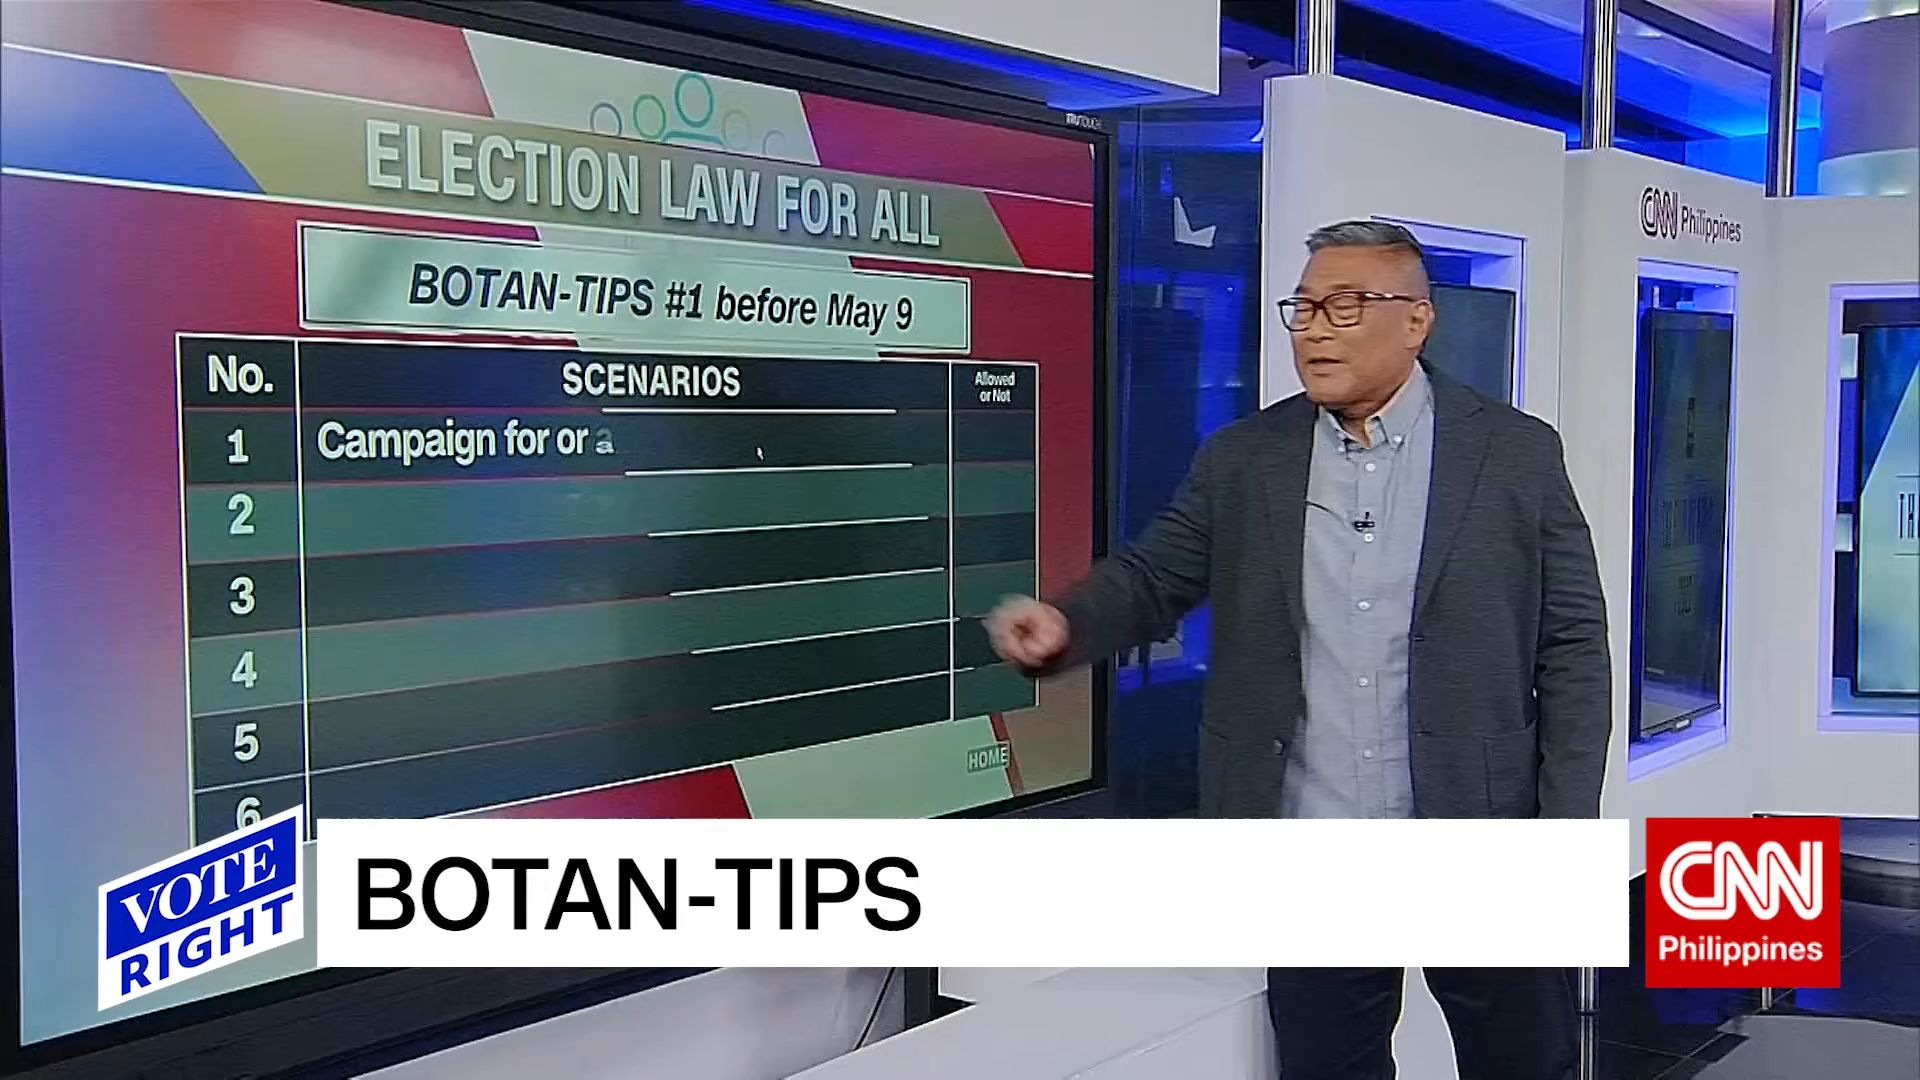 ELECTION LAW FOR ALL
BOTAN-TIPS #1 before May 9
No.
SCENARIOS
Allowed
or Not
1
Campaign for or a
2
3
4
5
6
HOME
CNN Philippines
VOTE
RIGHT
BOTAN-TIPS
CNN
Philippines